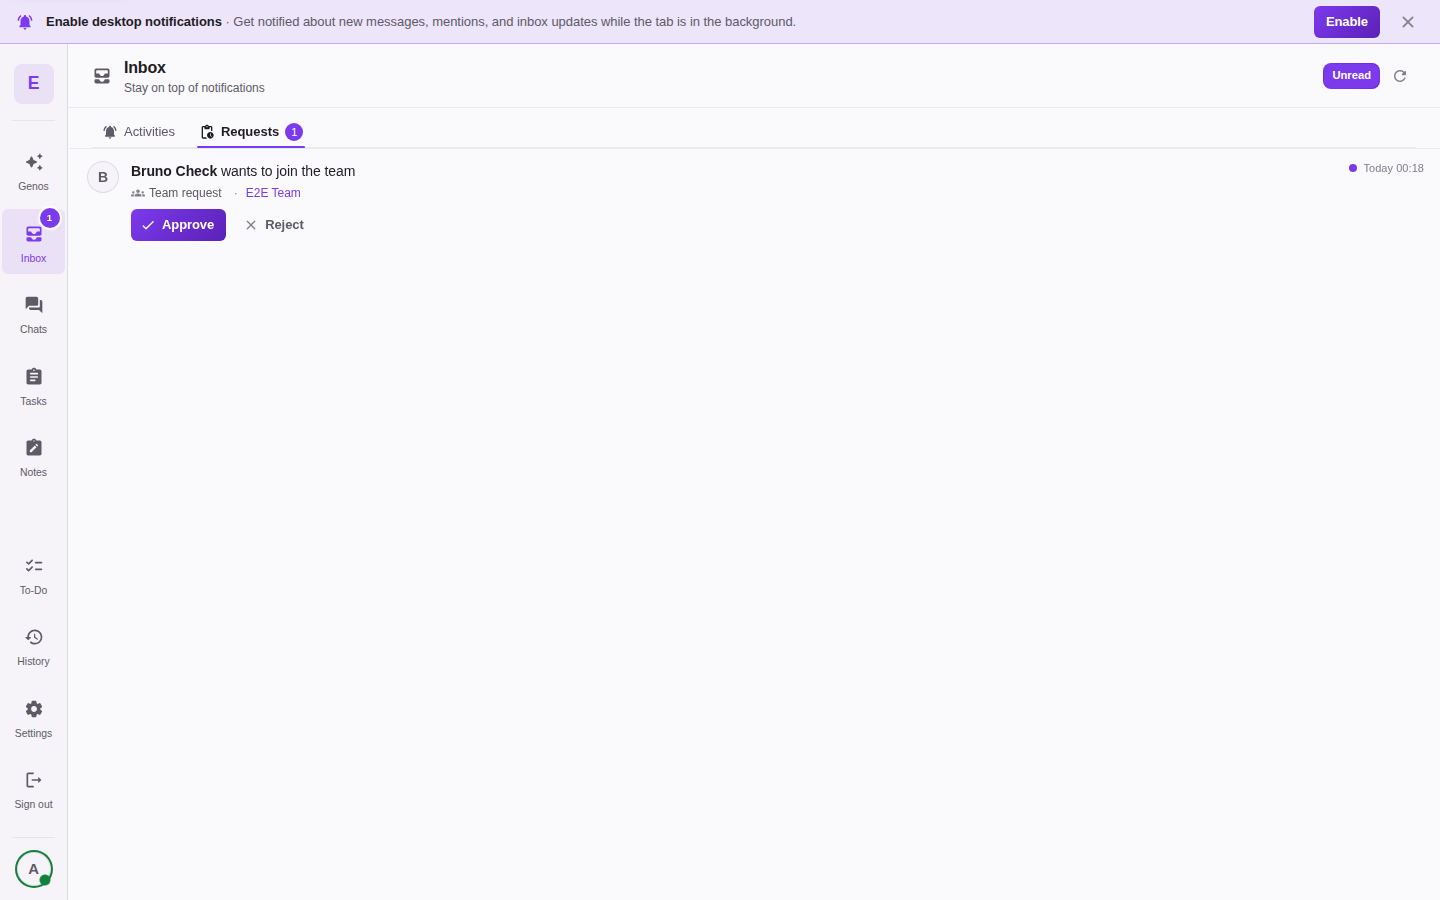 Enable desktop notifications · Get notified about new messages, mentions, and inbox updates while the tab is in the background.
Enable
E
Inbox
Stay on top of notifications
Unread
Activities
Requests 1
B
Bruno Check wants to join the team
Today 00:18
Team request · E2E Team
Approve
Reject
Genos
1
Inbox
Chats
Tasks
Notes
To-Do
History
Settings
Sign out
A